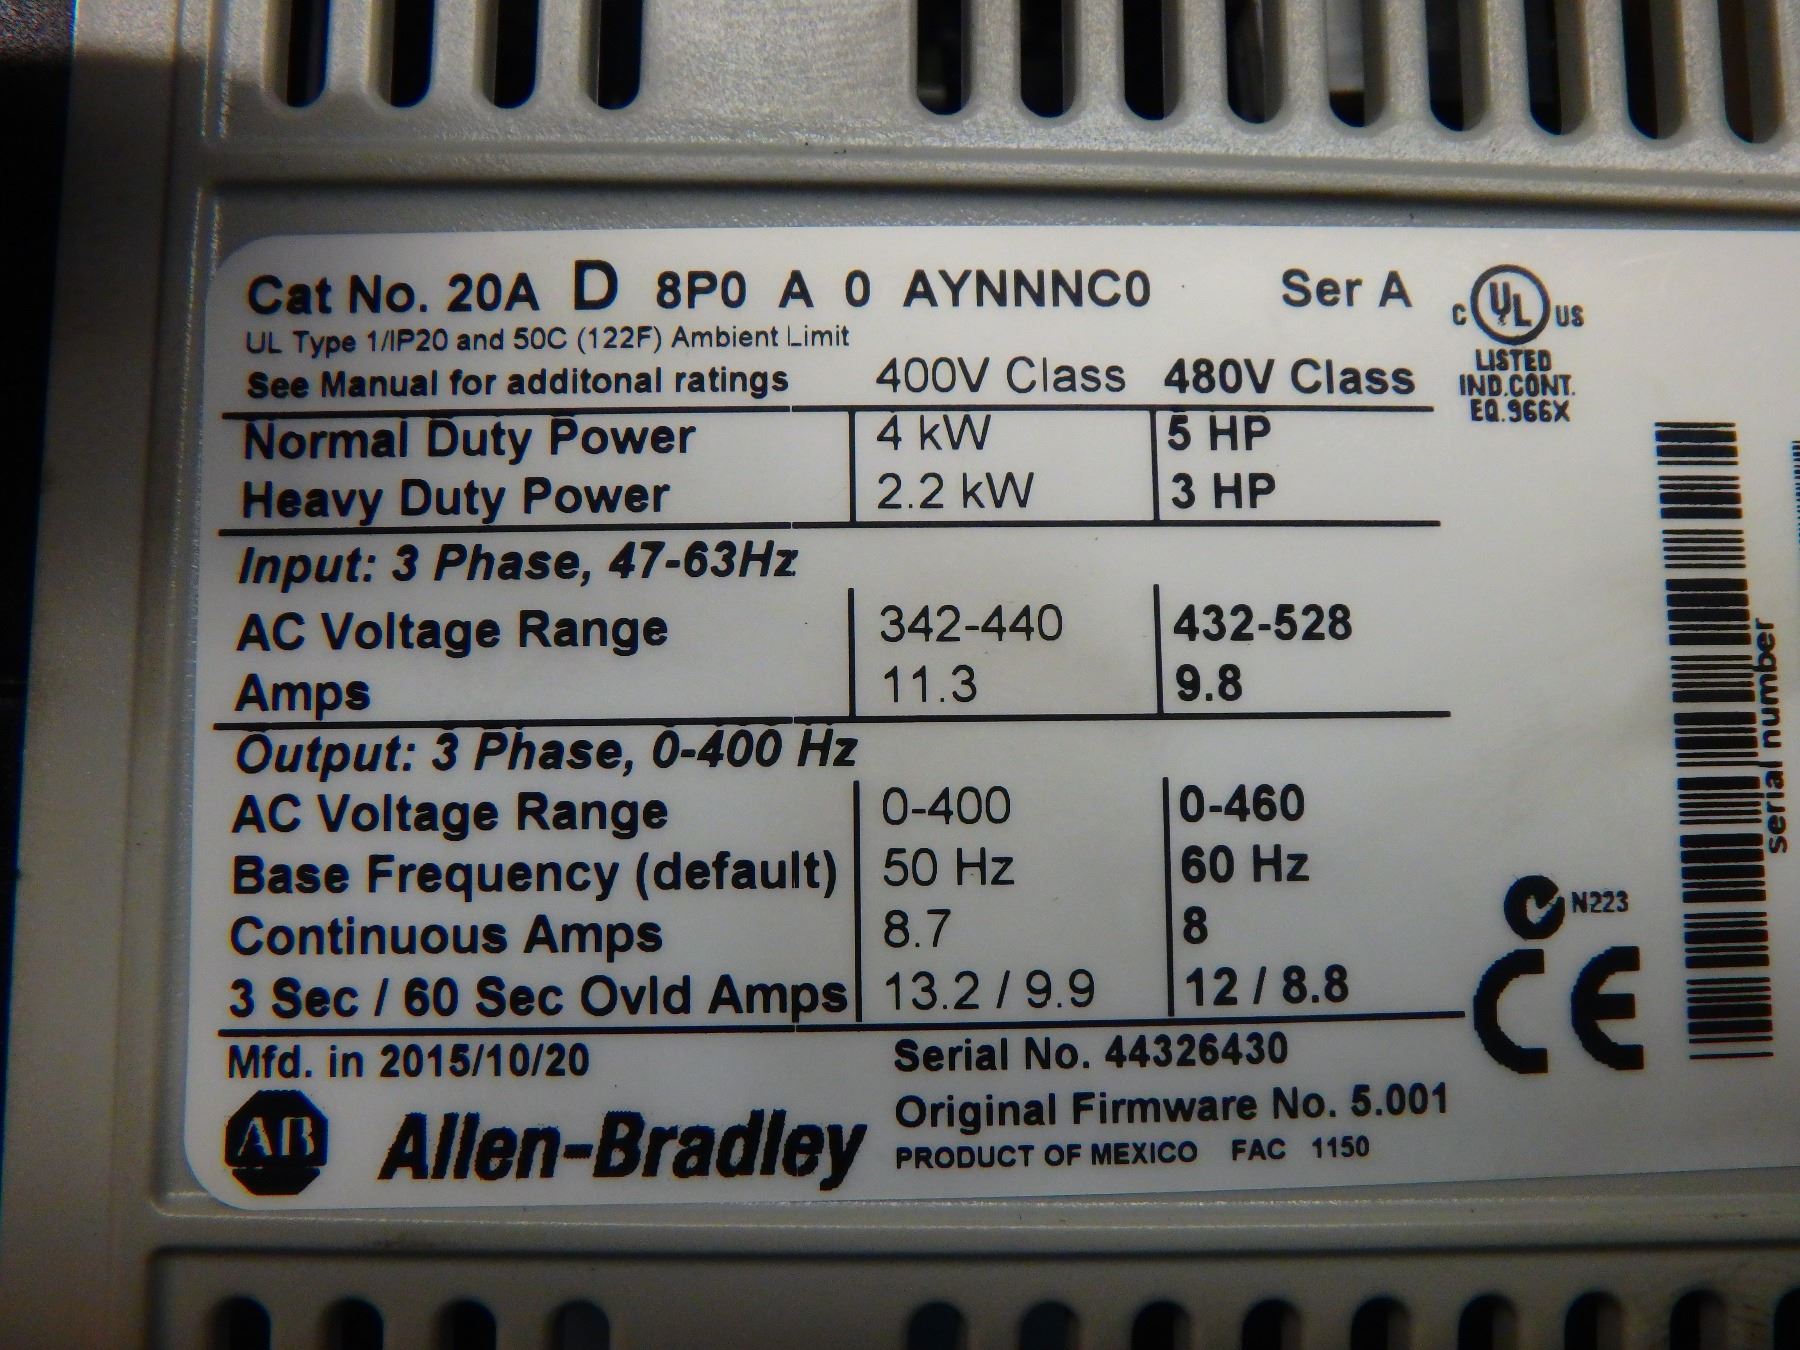 Cat No. 20A D 8P0 A 0 AYNNNC0 Ser A
UL Type 1/IP20 and 50C (122F) Ambient Limit
See Manual for additonal ratings 400V Class 480V Class
Normal Duty Power 4 kW 5 HP
Heavy Duty Power 2.2 kW 3 HP
Input: 3 Phase, 47-63Hz
AC Voltage Range 342-440 432-528
Amps 11.3 9.8
Output: 3 Phase, 0-400 Hz
AC Voltage Range 0-400 0-460
Base Frequency (default) 50 Hz 60 Hz
Continuous Amps 8.7 8
3 Sec / 60 Sec Ovld Amps 13.2 / 9.9 12 / 8.8
Mfd. in 2015/10/20 Serial No. 44326430
Original Firmware No. 5.001
AB Allen-Bradley PRODUCT OF MEXICO FAC 1150
C UL US
LISTED
IND.CONT.
EQ.966X
N223
CE
serial number